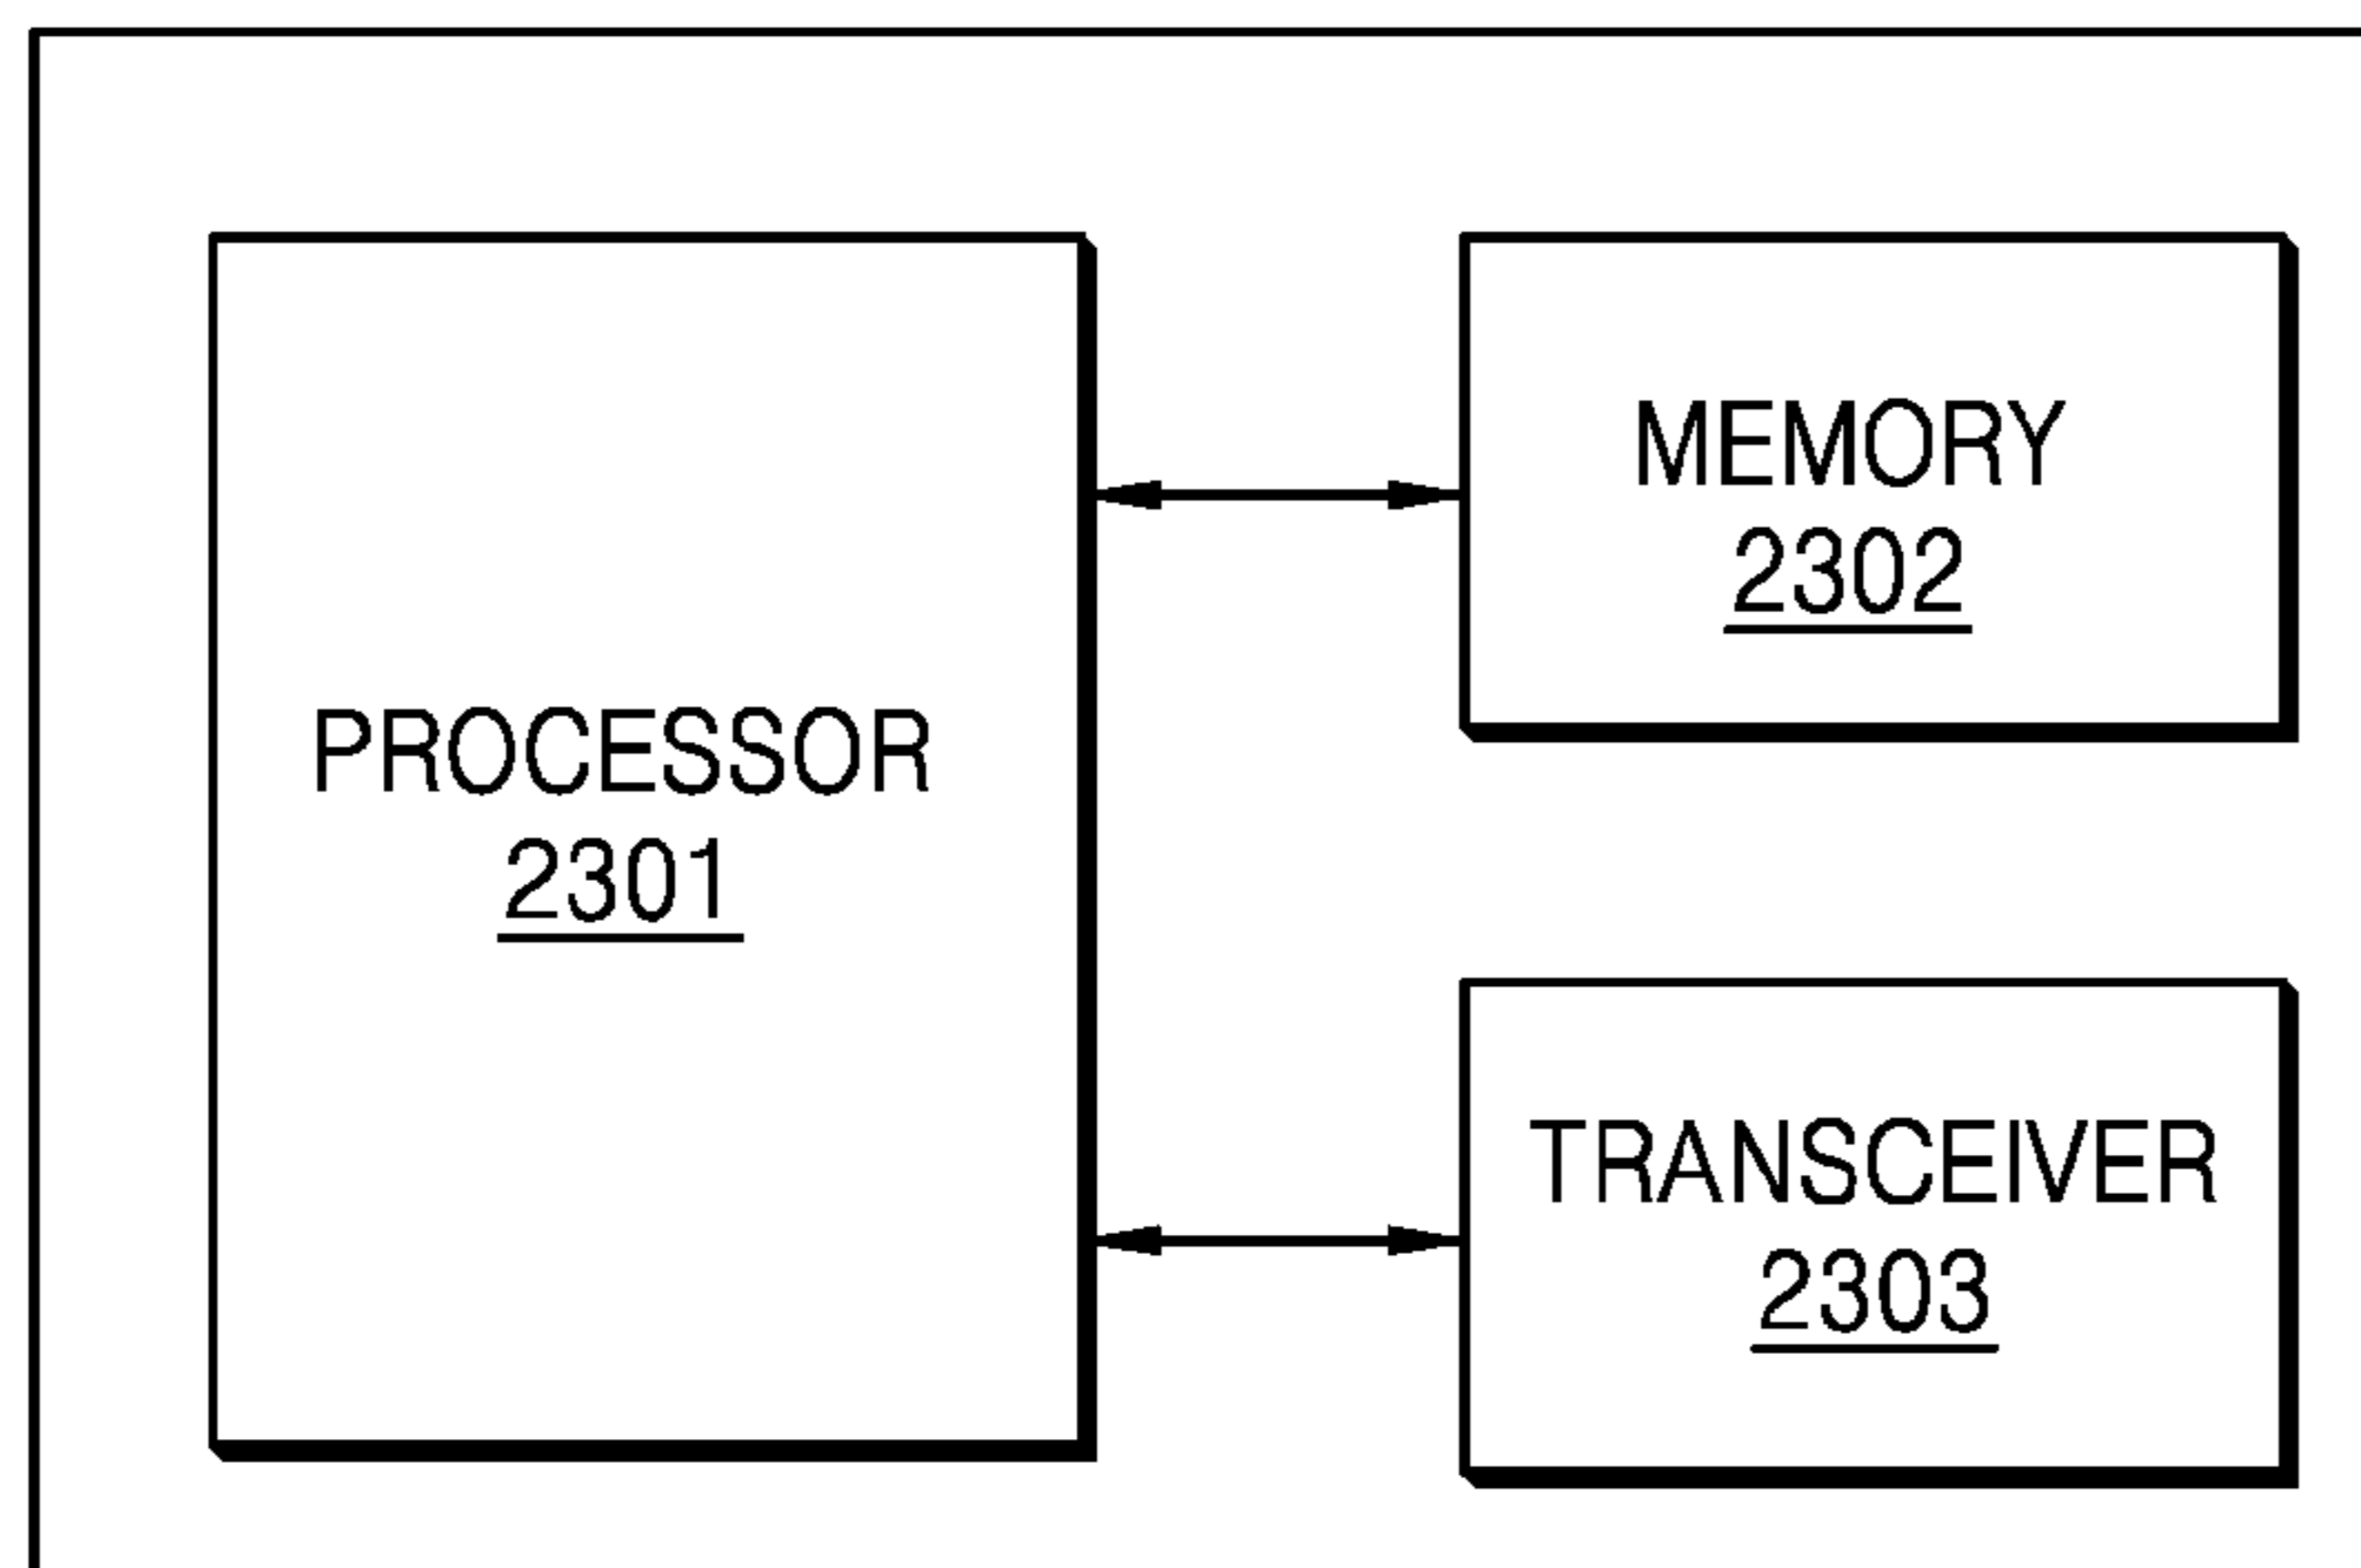 PROCESSOR
2301
MEMORY
2302
TRANSCEIVER
2303